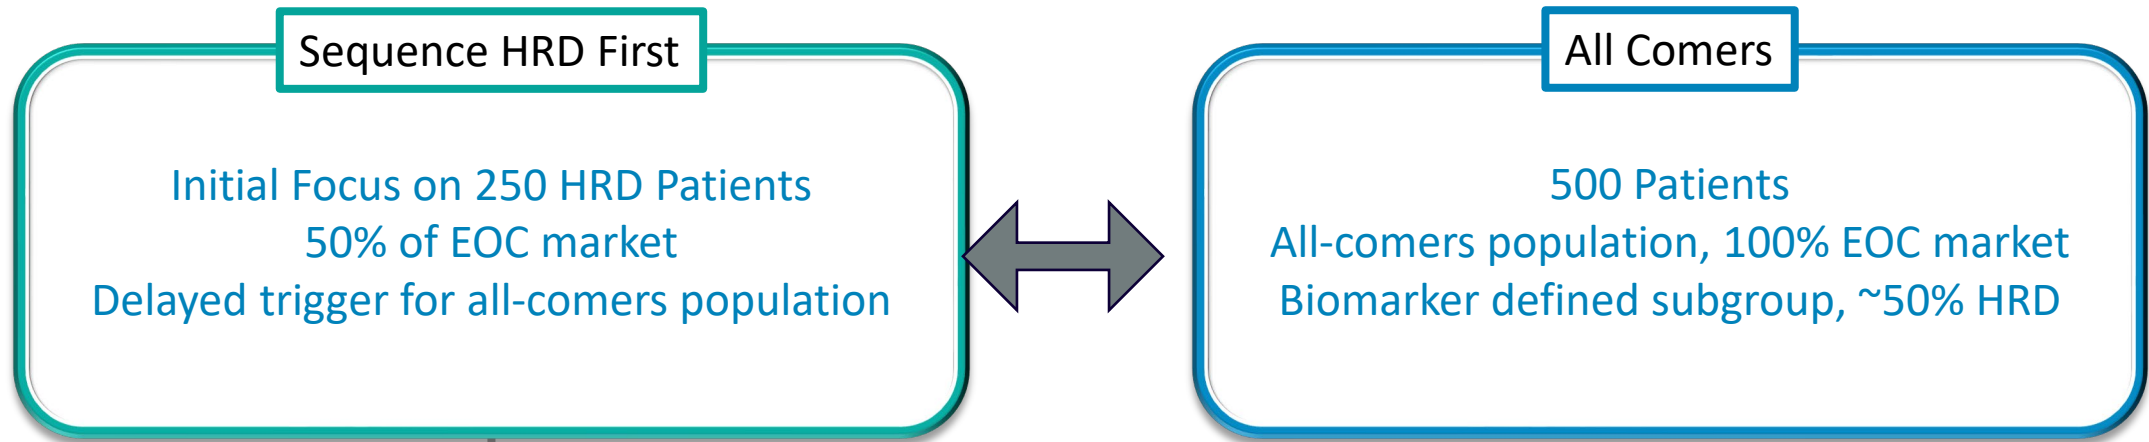 Sequence HRD First
Initial Focus on 250 HRD Patients
50% of EOC market
Delayed trigger for all-comers population
All Comers
500 Patients
All-comers population, 100% EOC market
Biomarker defined subgroup, ~50% HRD